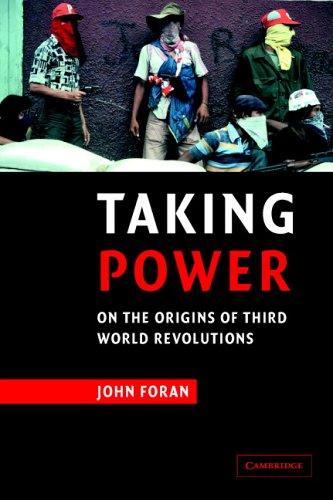 TAKING
POWER
ON THE ORIGINS OF THIRD
WORLD REVOLUTIONS
JOHN FORAN
CAMBRIDGE